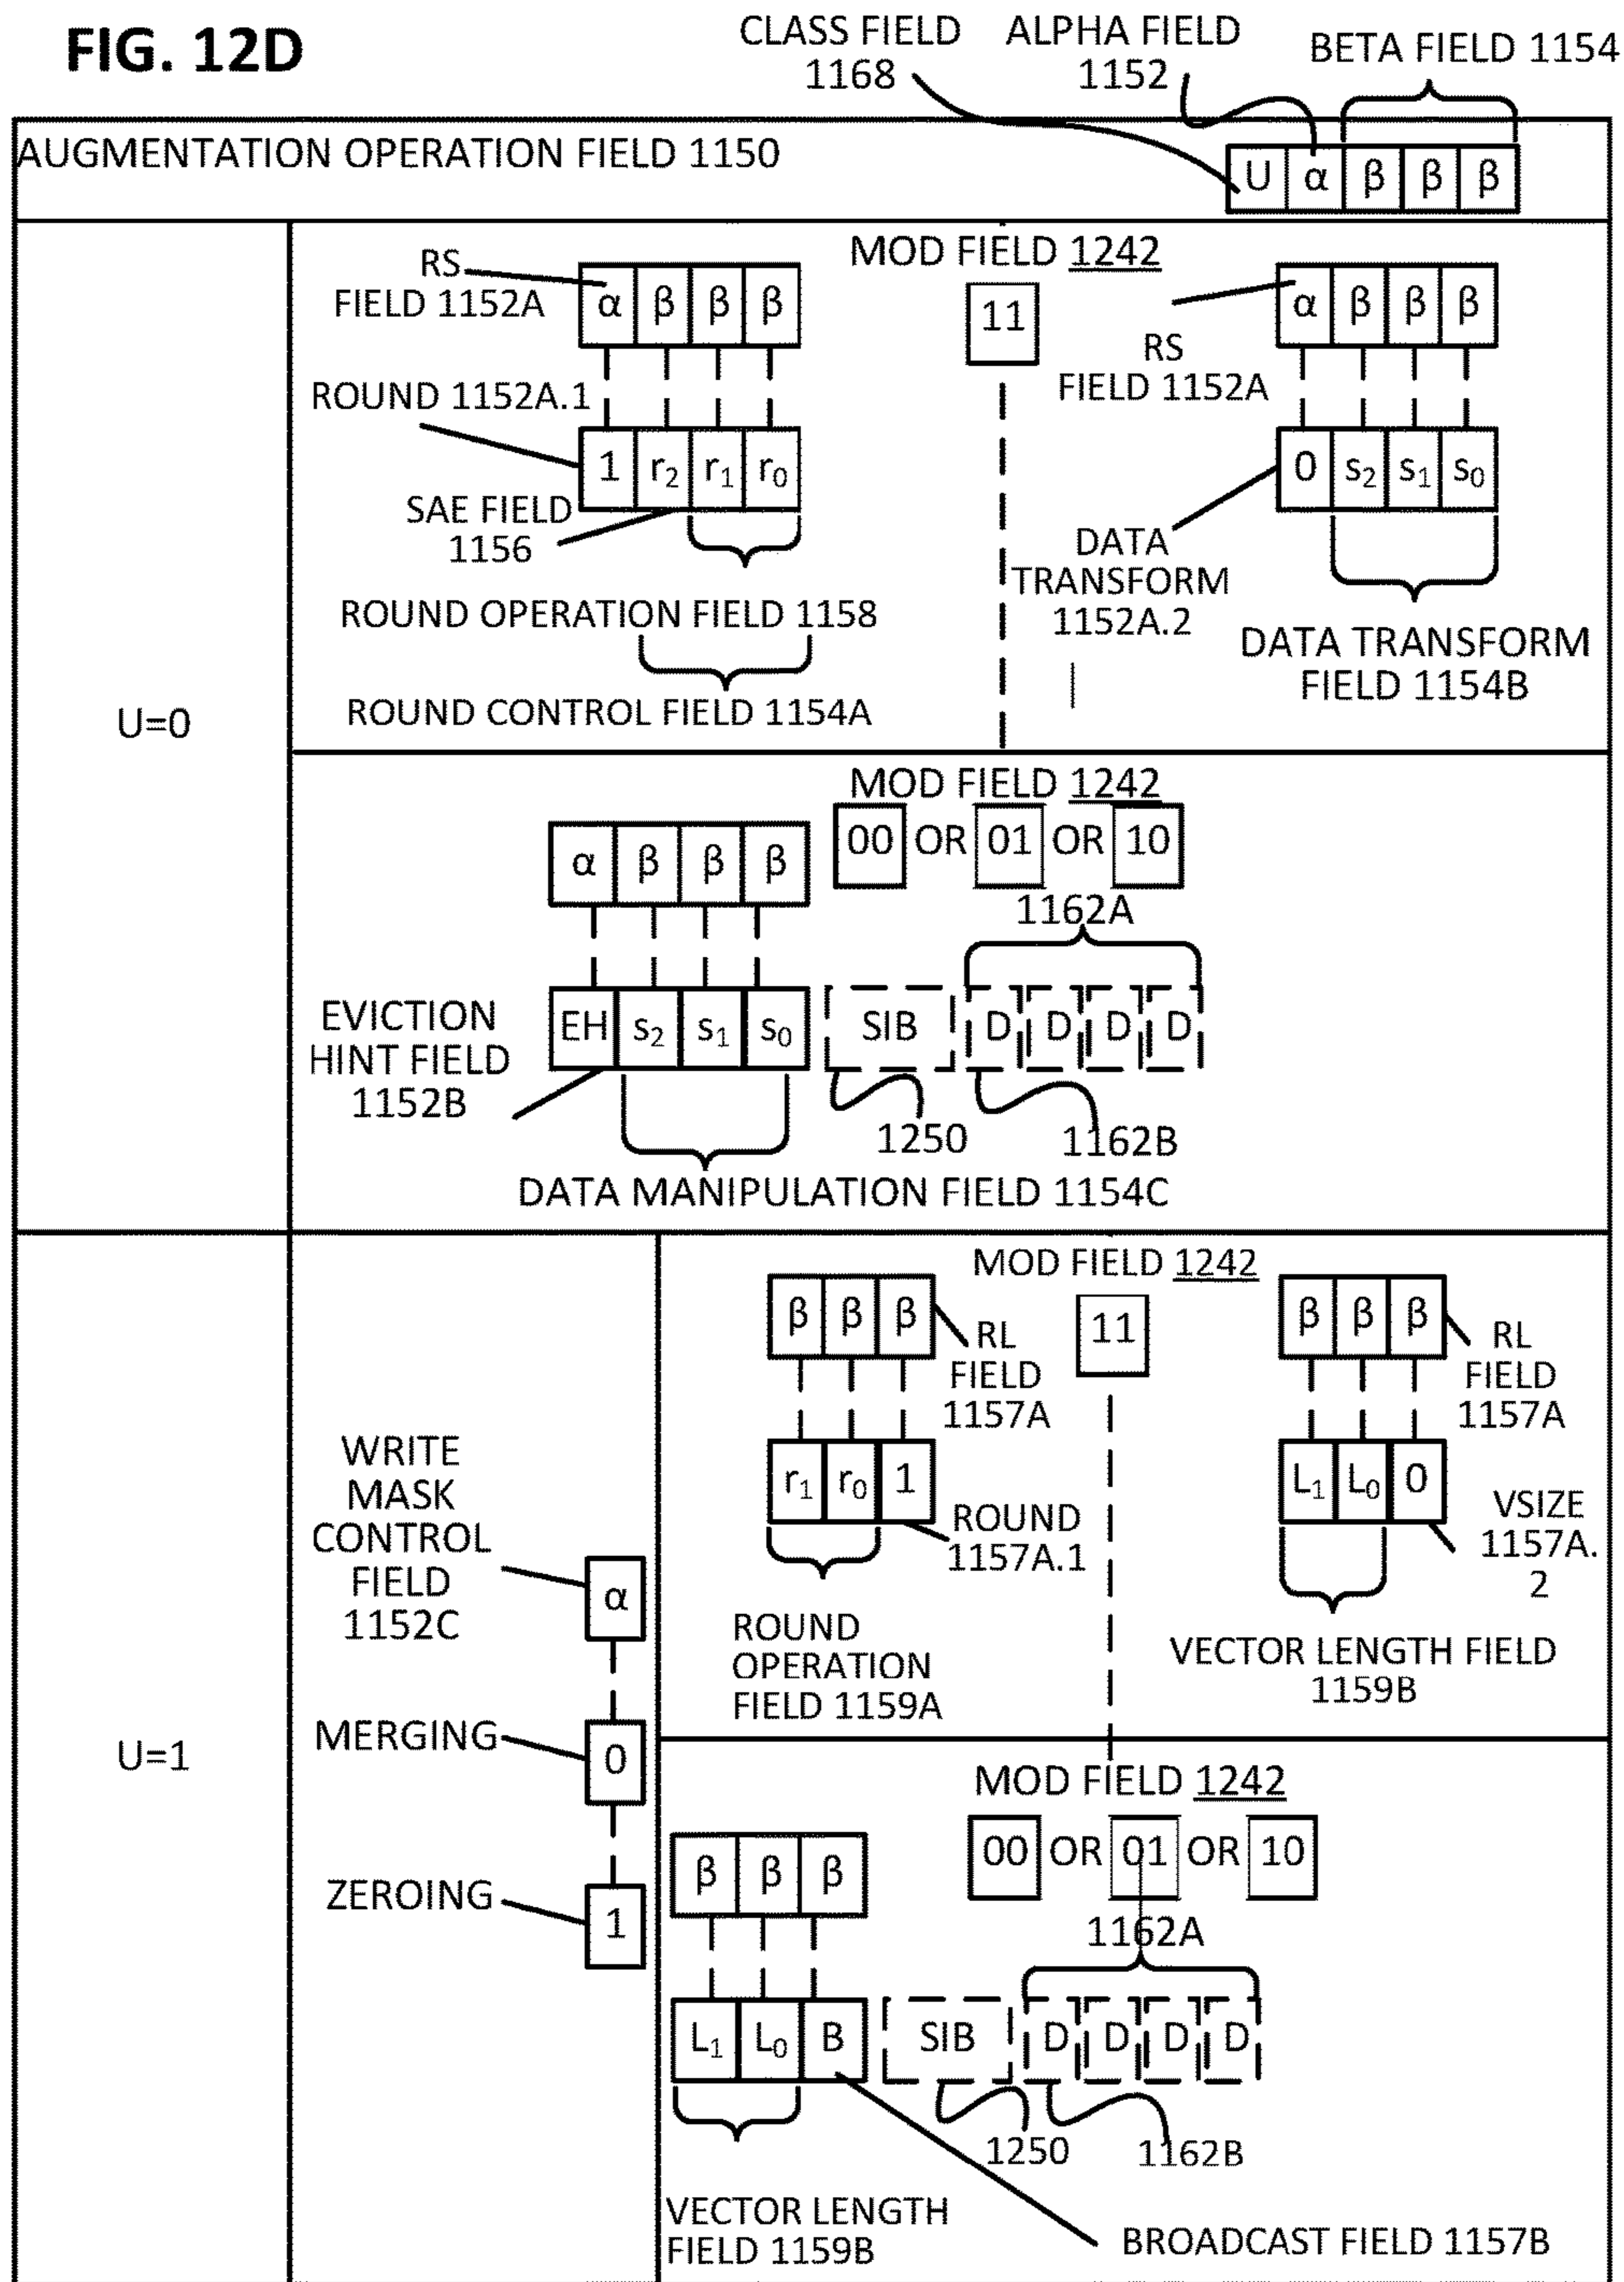 FIG. 12D
CLASS FIELD
1168
ALPHA FIELD
1152
BETA FIELD 1154
AUGMENTATION OPERATION FIELD 1150
U α β β β
U=0
MOD FIELD 1242
11
RS
FIELD 1152A
α β β β
ROUND 1152A.1
1 r2 r1 r0
SAE FIELD
1156
ROUND OPERATION FIELD 1158
ROUND CONTROL FIELD 1154A
α β β β
RS
FIELD 1152A
0 s2 s1 s0
DATA
TRANSFORM
1152A.2
DATA TRANSFORM
FIELD 1154B
MOD FIELD 1242
00 OR 01 OR 10
α β β β
1162A
EVICTION
HINT FIELD
1152B
EH s2 s1 s0 SIB D D D D
1250
1162B
DATA MANIPULATION FIELD 1154C
U=1
WRITE
MASK
CONTROL
FIELD
1152C
α
MERGING
0
ZEROING
1
MOD FIELD 1242
11
β β β
RL
FIELD
1157A
r1 r0 1
ROUND
1157A.1
ROUND
OPERATION
FIELD 1159A
β β β
RL
FIELD
1157A
L1 L0 0
VSIZE
1157A.
2
VECTOR LENGTH FIELD
1159B
MOD FIELD 1242
00 OR 01 OR 10
β β β
1162A
L1 L0 B SIB D D D D
1250
1162B
VECTOR LENGTH
FIELD 1159B
BROADCAST FIELD 1157B